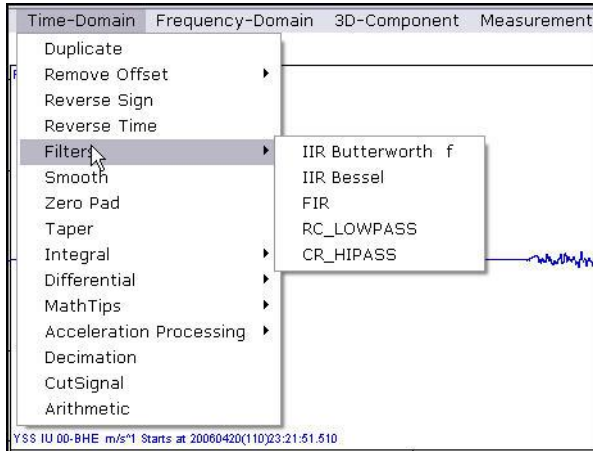 Time-Domain Frequency-Domain 3D-Component Measurement
Duplicate
Remove Offset
Reverse Sign
Reverse Time
Filters
IIR Butterworth f
IIR Bessel
FIR
RC_LOWPASS
CR_HIPASS
Smooth
Zero Pad
Taper
Integral
Differential
MathTips
Acceleration Processing
Decimation
CutSignal
Arithmetic
YSS IU 00-BHE m/s^1 Starts at 20060420(110)23:21:51.510